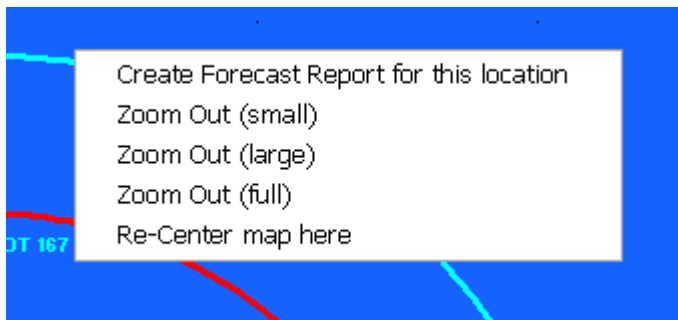 Create Forecast Report for this location
Zoom Out (small)
Zoom Out (large)
Zoom Out (full)
Re-Center map here
167